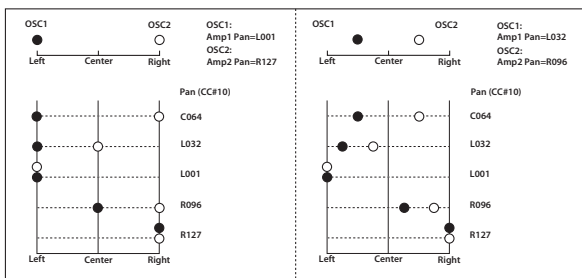 OSC1 OSC2 OSC1:
Amp1 Pan=L001
OSC2:
Amp2 Pan=R127
Left Center Right
Pan (CC#10)
C064
L032
L001
R096
R127
Left Center Right
OSC1 OSC2 OSC1:
Amp1 Pan=L032
OSC2:
Amp2 Pan=R096
Left Center Right
Pan (CC#10)
C064
L032
L001
R096
R127
Left Center Right